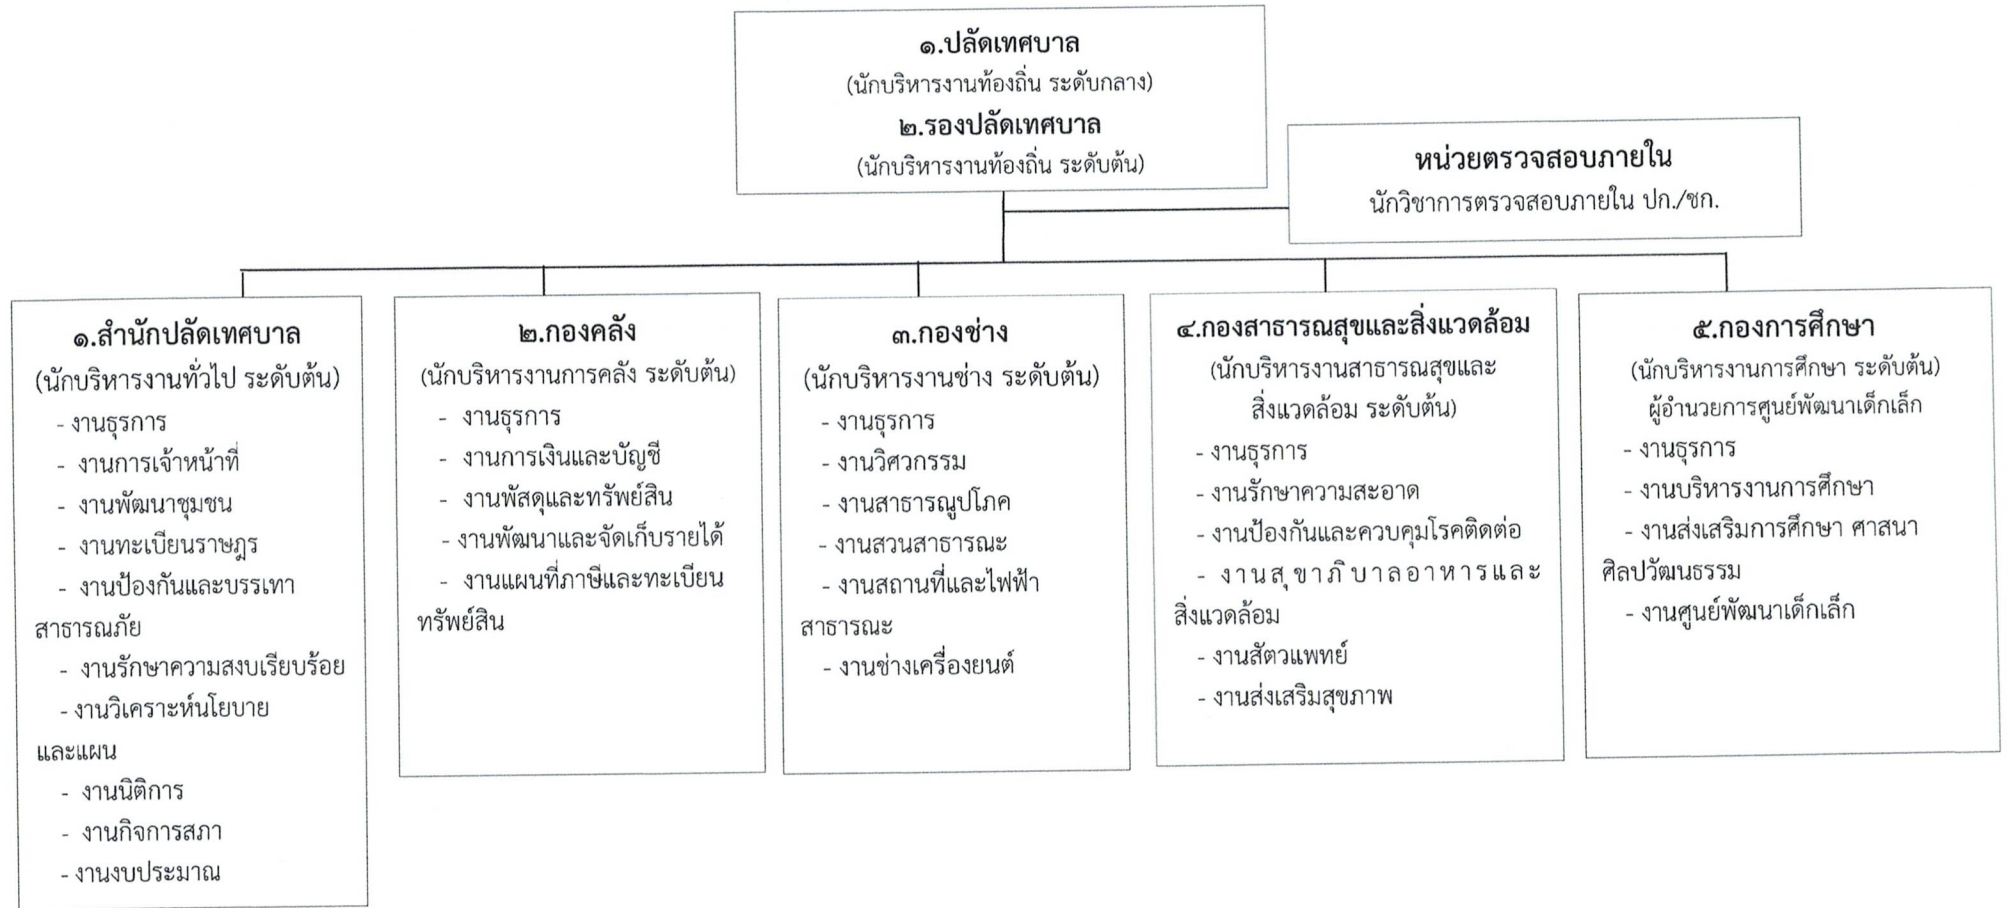 ๑.ปลัดเทศบาล
(นักบริหารงานท้องถิ่น ระดับกลาง)
๒.รองปลัดเทศบาล
(นักบริหารงานท้องถิ่น ระดับต้น)
หน่วยตรวจสอบภายใน
นักวิชาการตรวจสอบภายใน ปก./ชก.
๑.สำนักปลัดเทศบาล
(นักบริหารงานทั่วไป ระดับต้น)
- งานธุรการ
- งานการเจ้าหน้าที่
- งานพัฒนาชุมชน
- งานทะเบียนราษฎร
- งานป้องกันและบรรเทา
สาธารณภัย
- งานรักษาความสงบเรียบร้อย
- งานวิเคราะห์นโยบาย
และแผน
- งานนิติการ
- งานกิจการสภา
- งานงบประมาณ
๒.กองคลัง
(นักบริหารงานการคลัง ระดับต้น)
- งานธุรการ
- งานการเงินและบัญชี
- งานพัสดุและทรัพย์สิน
- งานพัฒนาและจัดเก็บรายได้
- งานแผนที่ภาษีและทะเบียน
ทรัพย์สิน
๓.กองช่าง
(นักบริหารงานช่าง ระดับต้น)
- งานธุรการ
- งานวิศวกรรม
- งานสาธารณูปโภค
- งานสวนสาธารณะ
- งานสถานที่และไฟฟ้า
สาธารณะ
- งานช่างเครื่องยนต์
๔.กองสาธารณสุขและสิ่งแวดล้อม
(นักบริหารงานสาธารณสุขและ
สิ่งแวดล้อม ระดับต้น)
- งานธุรการ
- งานรักษาความสะอาด
- งานป้องกันและควบคุมโรคติดต่อ
- งานสุขาภิบาลอาหารและ
สิ่งแวดล้อม
- งานสัตวแพทย์
- งานส่งเสริมสุขภาพ
๕.กองการศึกษา
(นักบริหารงานการศึกษา ระดับต้น)
ผู้อำนวยการศูนย์พัฒนาเด็กเล็ก
- งานธุรการ
- งานบริหารงานการศึกษา
- งานส่งเสริมการศึกษา ศาสนา
ศิลปวัฒนธรรม
- งานศูนย์พัฒนาเด็กเล็ก